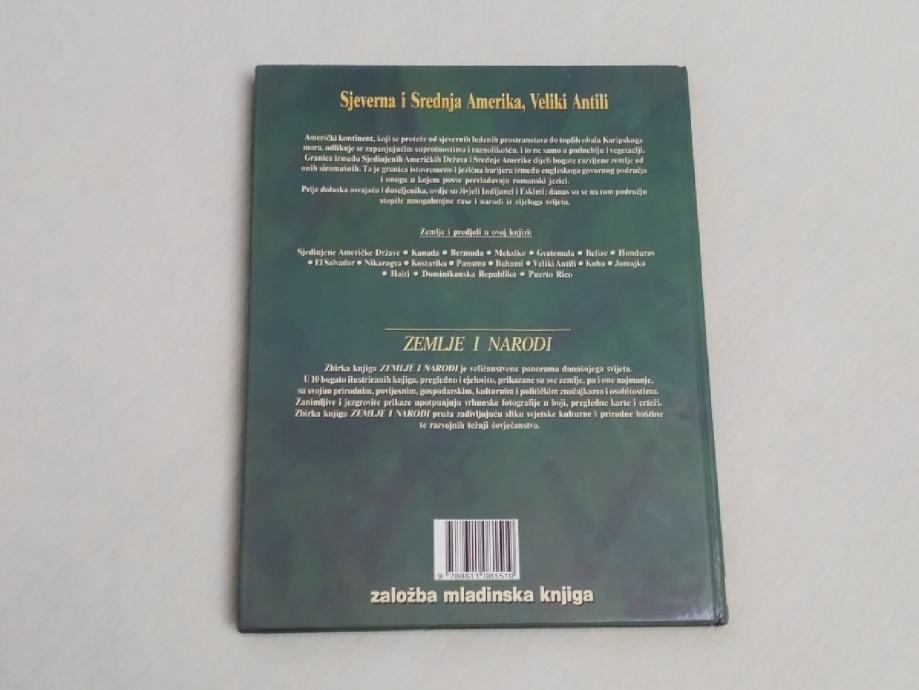 Sjeverna i Srednja Amerika, Veliki Antili
Američki kontinent, koji se proteže od sjevernih ledenih prostranstava do toplih obala Karipskoga
mora, odlikuje se zapanjujućim suprotnostima i raznolikošću, i to ne samo u podneblju i vegetaciji.
Granica između Sjedinjenih Američkih Država i Srednje Amerike dijeli bogate razvijene zemlje od
onih siromašnih. Ta je granica istovremeno i jezična barijera između engleskoga govornog područja
i onoga u kojem posve prevladavaju romanski jezici.
Prije dolaska osvajača i doseljenika, ovdje su živjeli Indijanci i Eskimi; danas su se na tom području
stopile mnogobrojne rase i narodi iz cijeloga svijeta.
Zemlje i predjeli u ovoj knjizi:
Sjedinjene Američke Države • Kanada • Bermuda • Meksiko • Gvatemala • Belize • Honduras
• El Salvador • Nikaragva • Kostarika • Panama • Bahami • Veliki Antili • Kuba • Jamajka
• Haiti • Dominikanska Republika • Puerto Rico
ZEMLJE I NARODI
Zbirka knjiga ZEMLJE I NARODI je veličanstvena panorama današnjega svijeta.
U 10 bogato ilustriranih knjiga, pregledno i cjelovito, prikazane su sve zemlje, pa i one najmanje,
sa svojim prirodnim, povijesnim, gospodarskim, kulturnim i političkim značajkama i osobitostima.
Zanimljive i jezgrovite prikaze upotpunjuju vrhunske fotografije u boji, pregledne karte i crteži.
Zbirka knjiga ZEMLJE I NARODI pruža zadivljujuću sliku svjetske kulturne i prirodne baštine
te razvojnih težnji čovječanstva.
9 788611 081519
založba mladinska knjiga